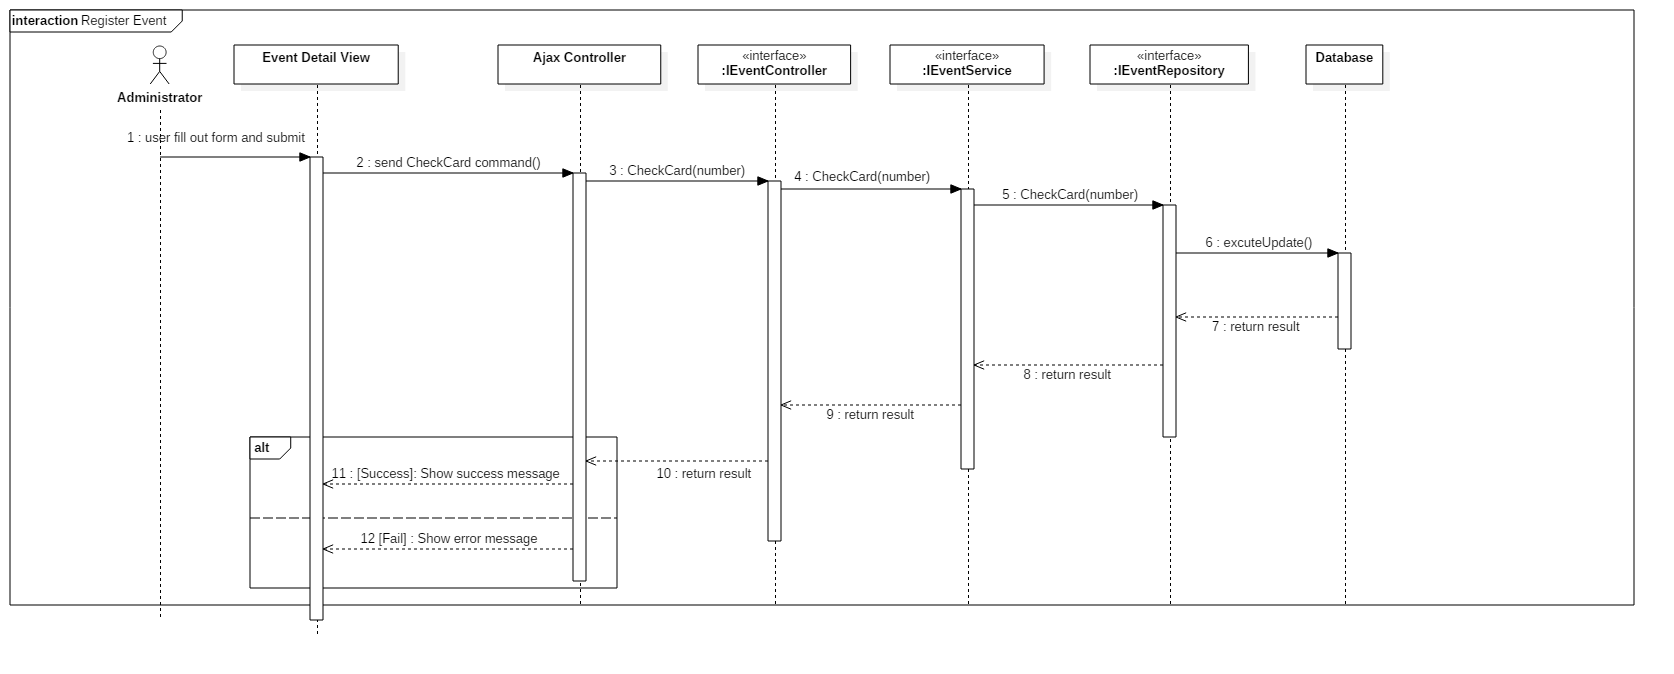 interaction Register Event
Administrator
Event Detail View
Ajax Controller
«interface»
:IEventController
«interface»
:IEventService
«interface»
:IEventRepository
Database
1 : user fill out form and submit
2 : send CheckCard command()
3 : CheckCard(number)
4 : CheckCard(number)
5 : CheckCard(number)
6 : excuteUpdate()
7 : return result
8 : return result
9 : return result
alt
10 : return result
11 : [Success]: Show success message
12 [Fail] : Show error message